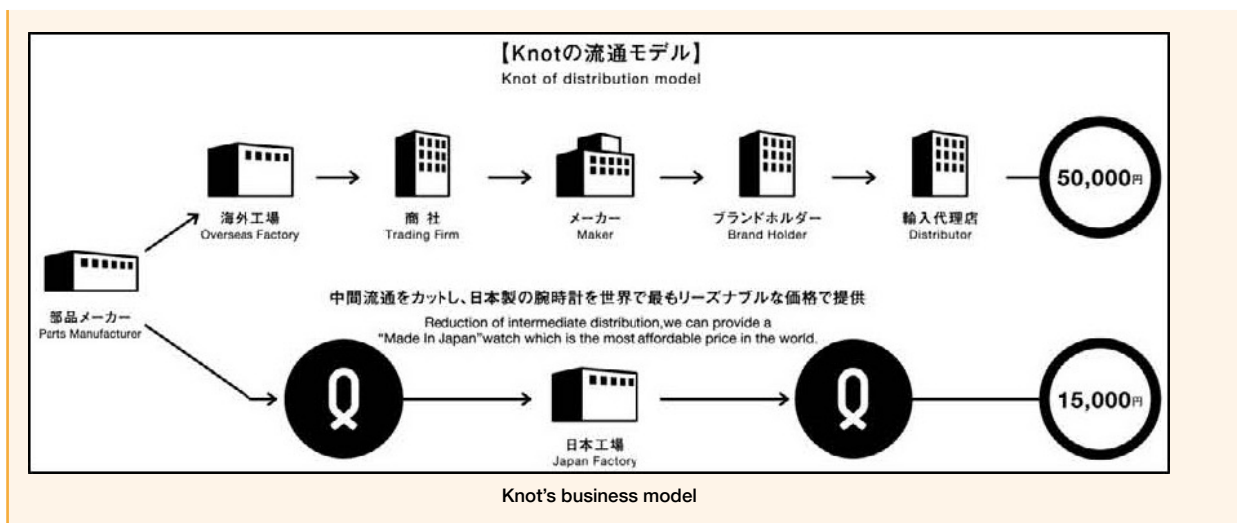 【Knotの流通モデル】
Knot of distribution model
50,000円
海外工場
Overseas Factory
商 社
Trading Firm
メーカー
Maker
ブランドホルダー
Brand Holder
輸入代理店
Distributor
部品メーカー
Parts Manufacturer
中間流通をカットし、日本製の腕時計を世界で最もリーズナブルな価格で提供
Reduction of intermediate distribution,we can provide a
"Made In Japan"watch which is the most affordable price in the world.
15,000円
日本工場
Japan Factory
Knot's business model